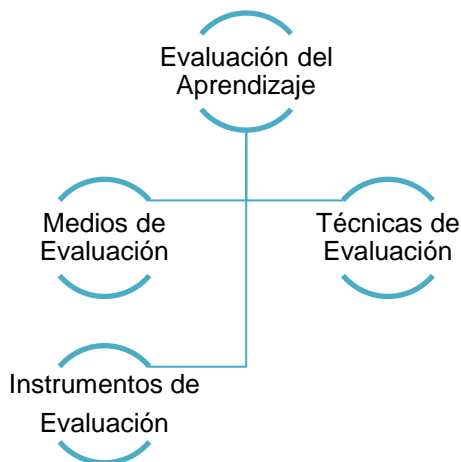 Evaluación del
Aprendizaje
Medios de
Evaluación
Técnicas de
Evaluación
Instrumentos de
Evaluación